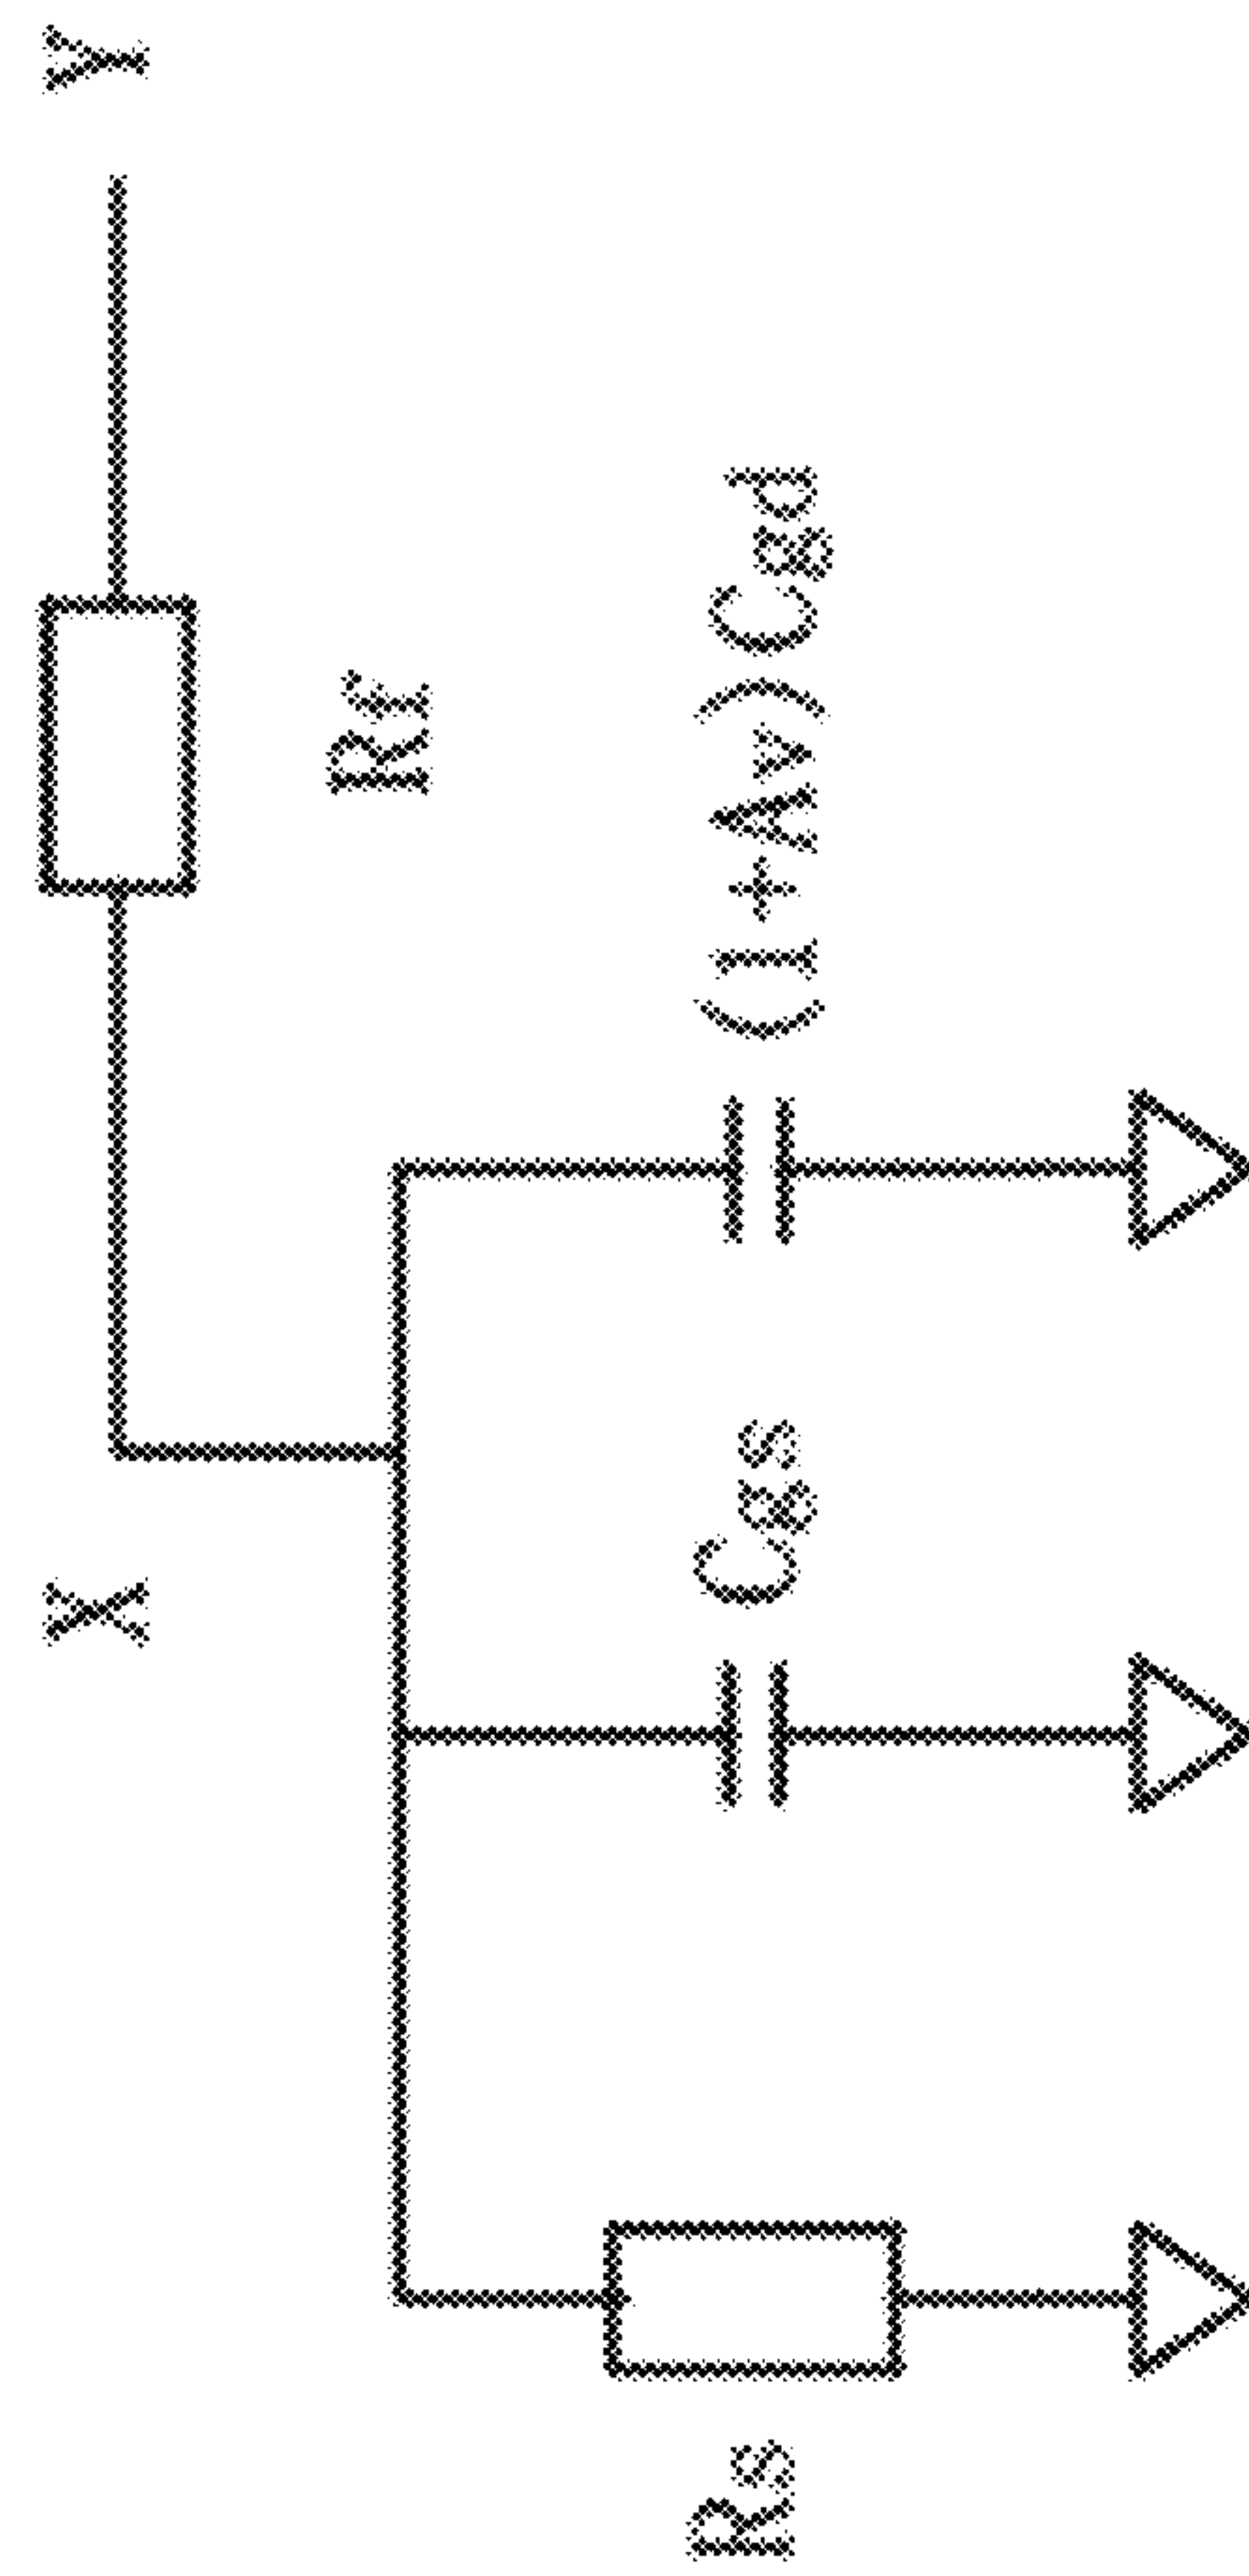 X
Y
Rf
Rs
Cgs
(1+Av)Cgd